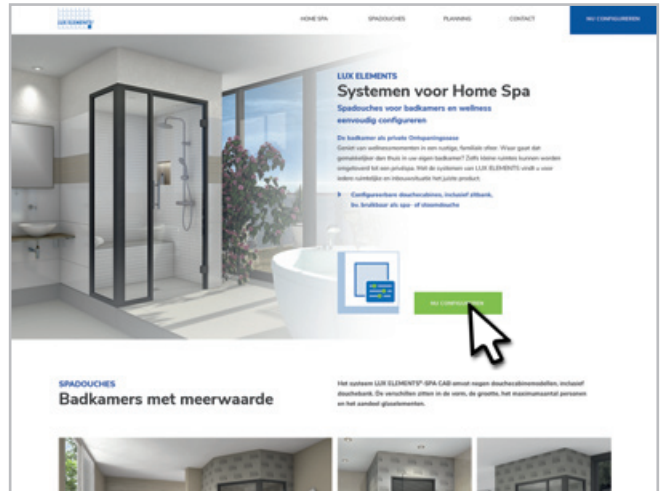 LUX ELEMENTS®
HOME SPA
SPADOUCHES
PLANNING
CONTACT
NU CONFIGUREREN
LUX ELEMENTS
Systemen voor Home Spa
Spadouches voor badkamers en wellness
eenvoudig configureren
De badkamer als private Ontspanningsoase
Geniet van wellnessmomenten in een rustige, familiale sfeer. Waar gaat dat
gemakkelijker dan thuis in uw eigen badkamer? Zelfs kleine ruimtes kunnen worden
omgetoverd tot een privéspa. Met de systemen van LUX ELEMENTS vindt u voor
iedere ruimtelijke en inbouwsituatie het juiste product.
Configureerbare douchecabines, inclusief zitbank,
bv. bruikbaar als spa- of stoomdouche
NU CONFIGUREREN
SPADOUCHES
Badkamers met meerwaarde
Het systeem LUX ELEMENTS®-SPA CAB omvat negen douchecabinemodellen, inclusief
douchebank. De verschillen zitten in de vorm, de grootte, het maximumaantal personen
en het aandeel glaselementen.